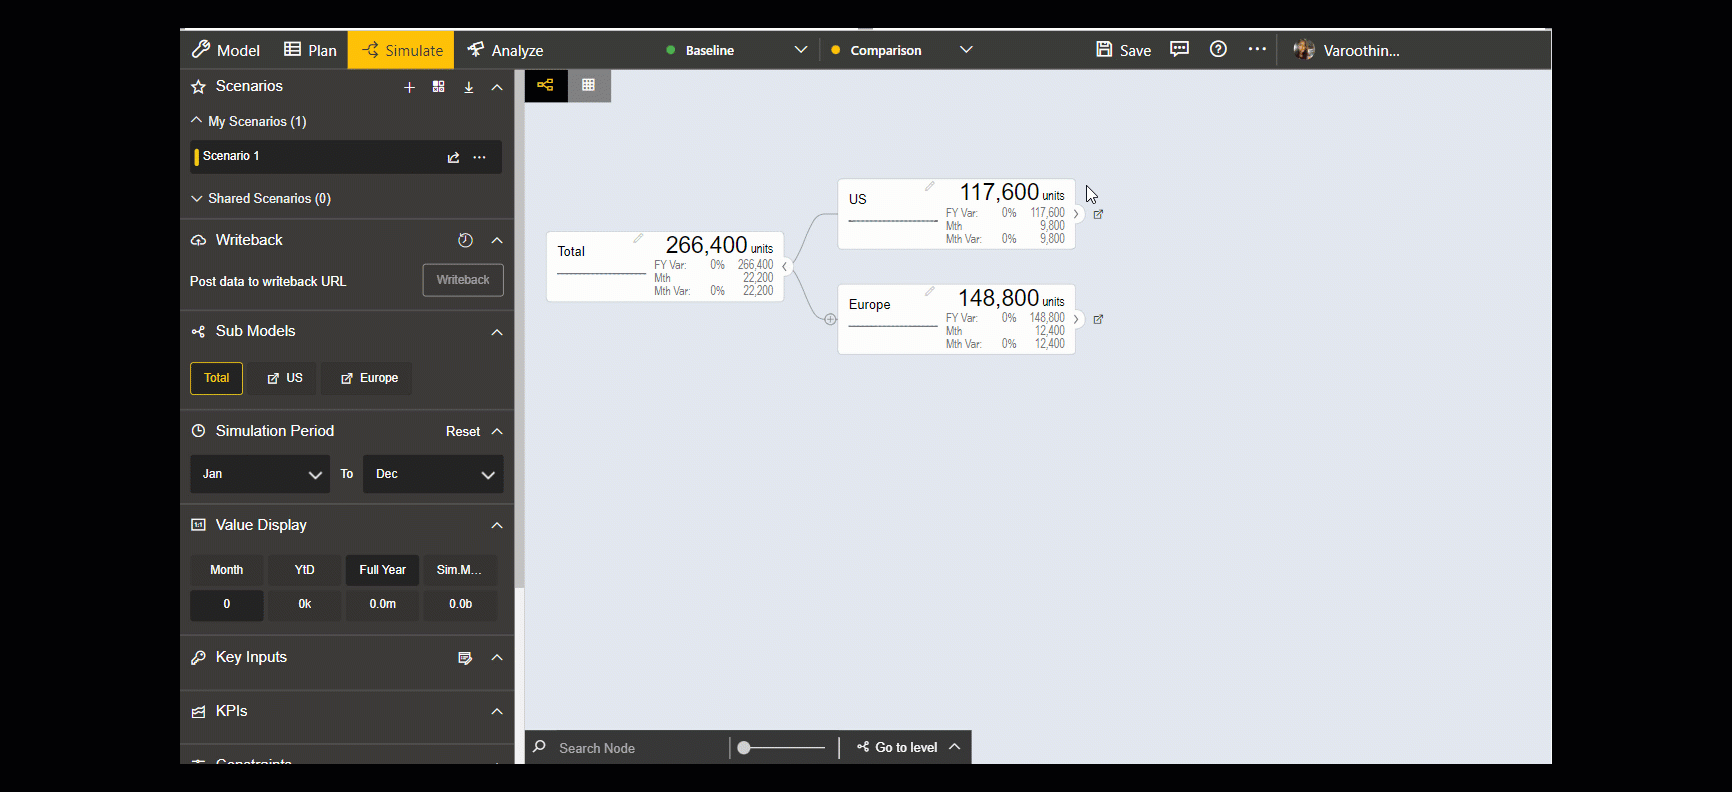 Model Plan Simulate Analyze Baseline Comparison Save Varoothin...
Scenarios
My Scenarios (1)
Scenario 1
Shared Scenarios (0)
Writeback
Post data to writeback URL Writeback
Sub Models
Total US Europe
Simulation Period Reset
Jan To Dec
Value Display
Month YtD Full Year Sim.M...
0 0k 0.0m 0.0b
Key Inputs
KPIs
Constraints
Total 266,400 units
FY Var: 0% 266,400
Mth 22,200
Mth Var: 0% 22,200
US 117,600 units
FY Var: 0% 117,600
Mth 9,800
Mth Var: 0% 9,800
Europe 148,800 units
FY Var: 0% 148,800
Mth 12,400
Mth Var: 0% 12,400
Search Node Go to level